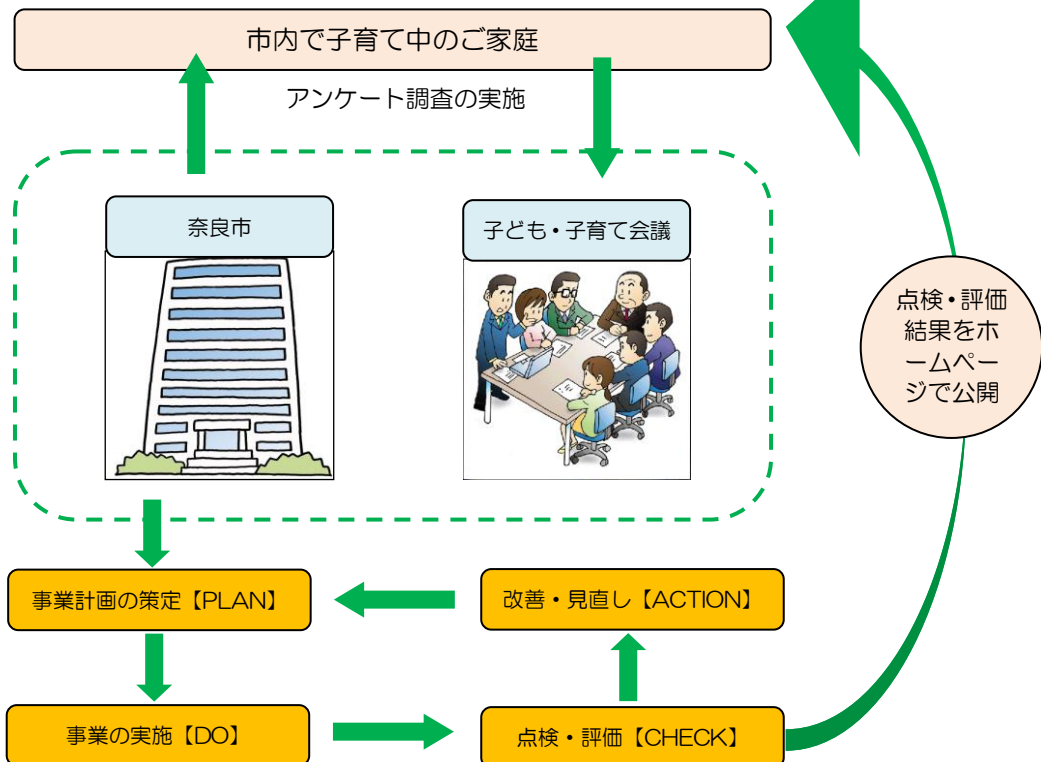 市内で子育て中のご家庭
アンケート調査の実施
奈良市
子ども・子育て会議
点検・評価
結果をホ
ームペー
ジで公開
事業計画の策定【PLAN】
改善・見直し【ACTION】
事業の実施【DO】
点検・評価【CHECK】